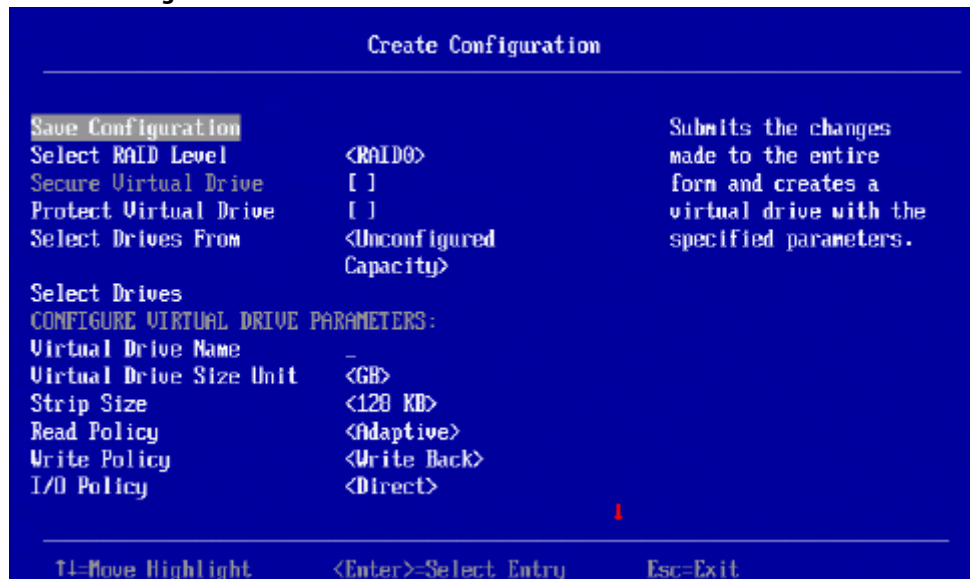 Create Configuration
Save Configuration
Select RAID Level <RAID0>
Secure Virtual Drive [ ]
Protect Virtual Drive [ ]
Select Drives From <Unconfigured
Capacity>
Select Drives
CONFIGURE VIRTUAL DRIVE PARAMETERS:
Virtual Drive Name _
Virtual Drive Size Unit <GB>
Strip Size <128 KB>
Read Policy <Adaptive>
Write Policy <Write Back>
I/O Policy <Direct>
Submits the changes
made to the entire
form and creates a
virtual drive with the
specified parameters.
↓
↑↓=Move Highlight <Enter>=Select Entry Esc=Exit